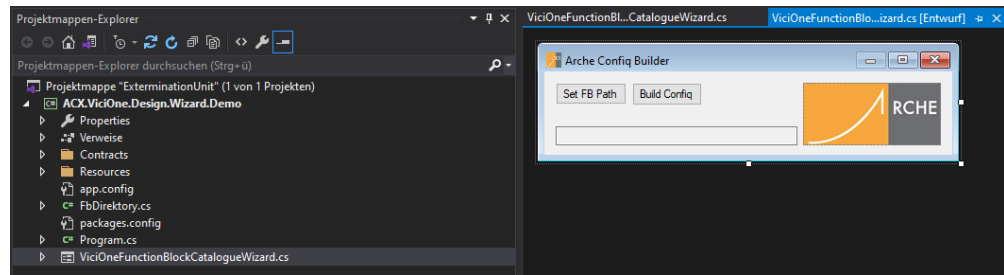 Projektmappen-Explorer
Projektmappen-Explorer durchsuchen (Strg+ü)
Projektmappe "ExterminationUnit" (1 von 1 Projekten)
ACX.ViciOne.Design.Wizard.Demo
Properties
Verweise
Contracts
Resources
app.config
FbDirektory.cs
packages.config
Program.cs
ViciOneFunctionBlockCatalogueWizard.cs
ViciOneFunctionBl...CatalogueWizard.cs
ViciOneFunctionBlo...izard.cs [Entwurf]
Arche Confiq Builder
Set FB Path
Build Confiq
RCHE